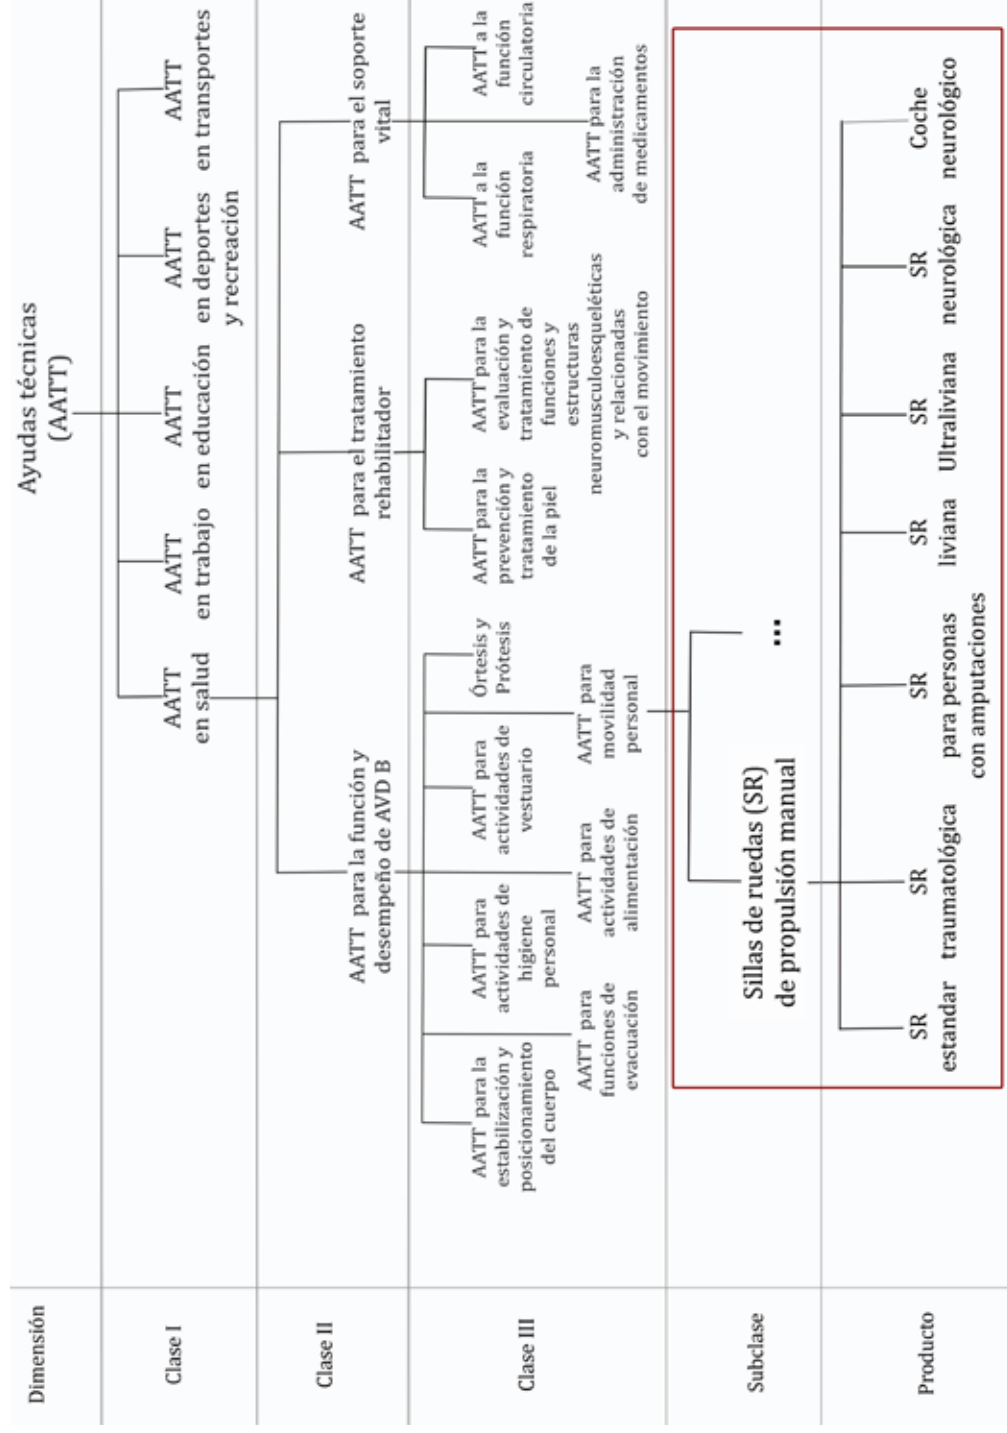 Dimensión
Ayudas técnicas
(AATT)
Clase I
AATT
en salud
AATT
en trabajo
AATT
en educación
AATT
en deportes
y recreación
AATT
en transportes
Clase II
AATT para la función y
desempeño de AVD B
AATT para el tratamiento
rehabilitador
AATT para el soporte
vital
Clase III
AATT para la
estabilización y
posicionamiento
del cuerpo
AATT para
funciones de
evacuación
AATT para
actividades de
higiene
personal
AATT para
actividades de
alimentación
AATT para
actividades de
vestuario
AATT para
movilidad
personal
Órtesis y
Prótesis
AATT para la
prevención y
tratamiento
de la piel
AATT para la
evaluación y
tratamiento de
funciones y
estructuras
neuromusculoesqueléticas
y relacionadas
con el movimiento
AATT a la
función
respiratoria
AATT para la
administración
de medicamentos
AATT a la
función
circulatoria
Subclase
Sillas de ruedas (SR)
de propulsión manual
...
Producto
SR
estandar
SR
traumatológica
SR
para personas
con amputaciones
SR
liviana
SR
Ultraliviana
SR
neurológica
Coche
neurológico